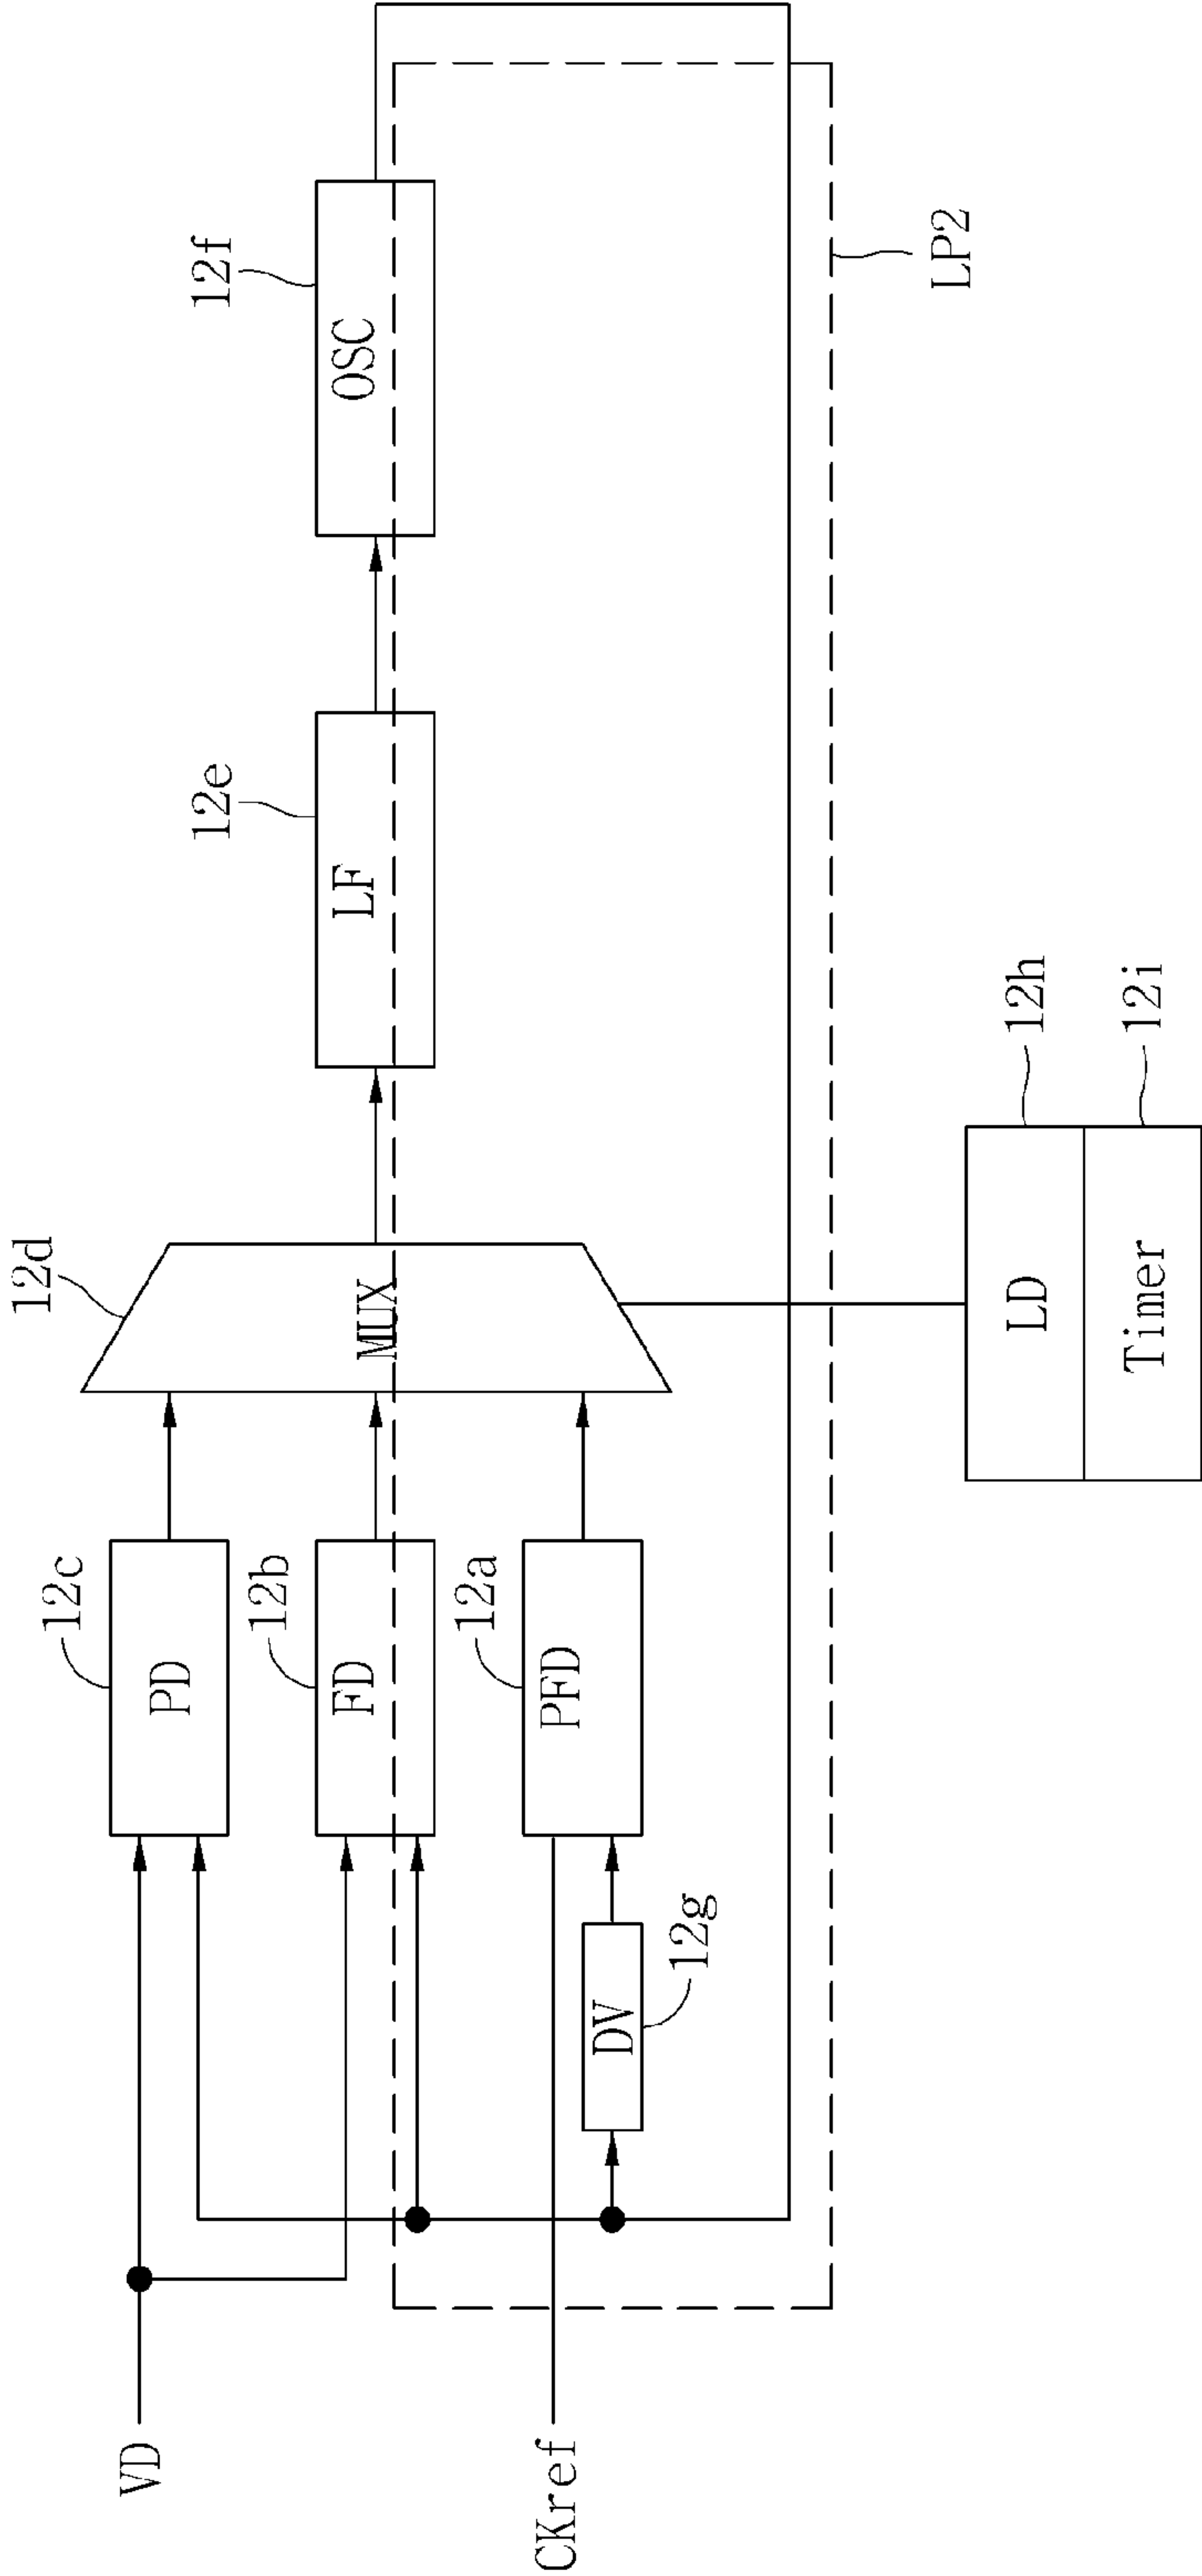 12d
12e
12f
12c
PD
VD
12b
FD
MUX
LF
OSC
12a
PFD
CKref
DV
12g
LP2
LD
12h
Timer
12i